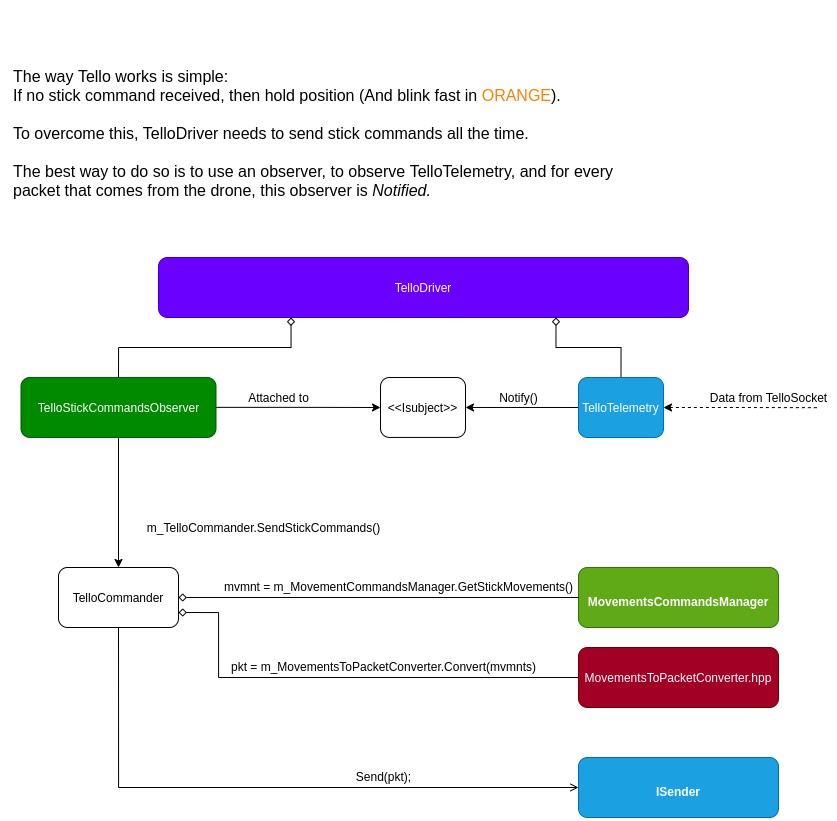 The way Tello works is simple:
If no stick command received, then hold position (And blink fast in ORANGE).
To overcome this, TelloDriver needs to send stick commands all the time.
The best way to do so is to use an observer, to observe TelloTelemetry, and for every
packet that comes from the drone, this observer is Notified.
TelloDriver
TelloStickCommandsObserver
Attached to
<<Isubject>>
Notify()
TelloTelemetry
Data from TelloSocket
m_TelloCommander.SendStickCommands()
TelloCommander
mvmnt = m_MovementCommandsManager.GetStickMovements()
MovementsCommandsManager
pkt = m_MovementsToPacketConverter.Convert(mvmnts)
MovementsToPacketConverter.hpp
Send(pkt);
ISender